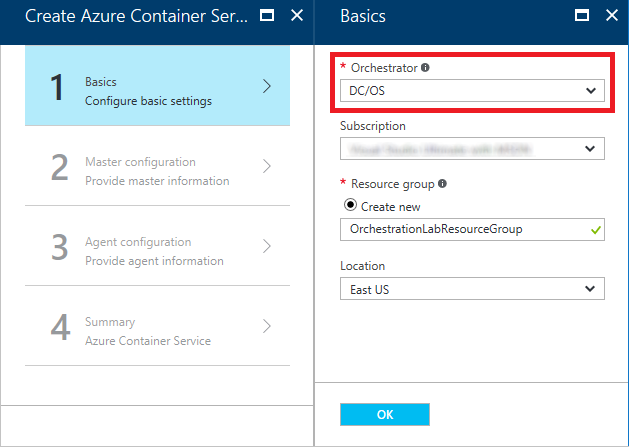 Create Azure Container Ser...
1
Basics
Configure basic settings
2
Master configuration
Provide master information
3
Agent configuration
Provide agent information
4
Summary
Azure Container Service
Basics
* Orchestrator
DC/OS
Subscription
* Resource group
Create new
OrchestrationLabResourceGroup
Location
East US
OK